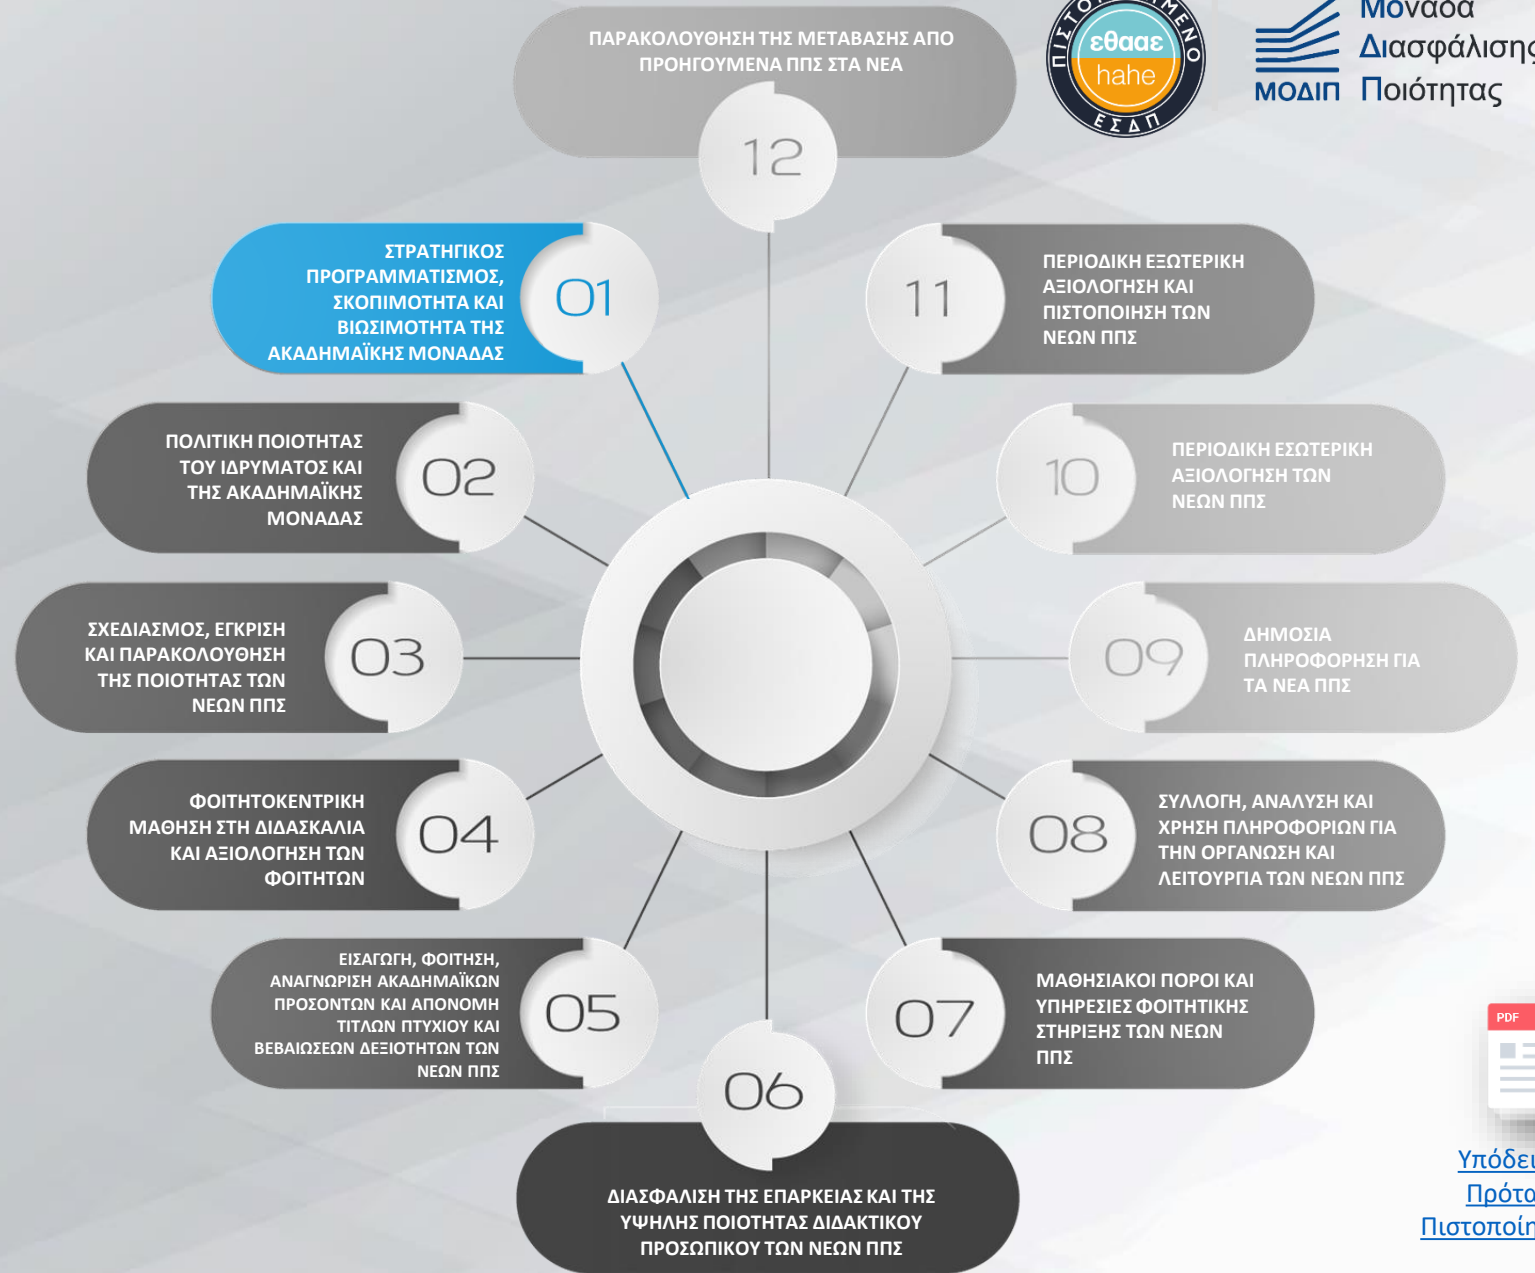 ΠΑΡΑΚΟΛΟΥΘΗΣΗ ΤΗΣ ΜΕΤΑΒΑΣΗΣ ΑΠΟ
ΠΡΟΗΓΟΥΜΕΝΑ ΠΠΣ ΣΤΑ ΝΕΑ
12
εθααε
hahe
ΕΣΔΠ
Μονάδα
Διασφάλισης
ΜΟΔΙΠ Ποιότητας
ΣΤΡΑΤΗΓΙΚΟΣ
ΠΡΟΓΡΑΜΜΑΤΙΣΜΟΣ,
ΣΚΟΠΙΜΟΤΗΤΑ ΚΑΙ
ΒΙΩΣΙΜΟΤΗΤΑ ΤΗΣ
ΑΚΑΔΗΜΑΪΚΗΣ ΜΟΝΑΔΑΣ
01
11
ΠΕΡΙΟΔΙΚΗ ΕΞΩΤΕΡΙΚΗ
ΑΞΙΟΛΟΓΗΣΗ ΚΑΙ
ΠΙΣΤΟΠΟΙΗΣΗ ΤΩΝ
ΝΕΩΝ ΠΠΣ
ΠΟΛΙΤΙΚΗ ΠΟΙΟΤΗΤΑΣ
ΤΟΥ ΙΔΡΥΜΑΤΟΣ ΚΑΙ
ΤΗΣ ΑΚΑΔΗΜΑΪΚΗΣ
ΜΟΝΑΔΑΣ
02
10
ΠΕΡΙΟΔΙΚΗ ΕΣΩΤΕΡΙΚΗ
ΑΞΙΟΛΟΓΗΣΗ ΤΩΝ
ΝΕΩΝ ΠΠΣ
ΣΧΕΔΙΑΣΜΟΣ, ΕΓΚΡΙΣΗ
ΚΑΙ ΠΑΡΑΚΟΛΟΥΘΗΣΗ
ΤΗΣ ΠΟΙΟΤΗΤΑΣ ΤΩΝ
ΝΕΩΝ ΠΠΣ
03
09
ΔΗΜΟΣΙΑ
ΠΛΗΡΟΦΟΡΗΣΗ ΓΙΑ
ΤΑ ΝΕΑ ΠΠΣ
ΦΟΙΤΗΤΟΚΕΝΤΡΙΚΗ
ΜΑΘΗΣΗ ΣΤΗ ΔΙΔΑΣΚΑΛΙΑ
ΚΑΙ ΑΞΙΟΛΟΓΗΣΗ ΤΩΝ
ΦΟΙΤΗΤΩΝ
04
08
ΣΥΛΛΟΓΗ, ΑΝΑΛΥΣΗ ΚΑΙ
ΧΡΗΣΗ ΠΛΗΡΟΦΟΡΙΩΝ ΓΙΑ
ΤΗΝ ΟΡΓΑΝΩΣΗ ΚΑΙ
ΛΕΙΤΟΥΡΓΙΑ ΤΩΝ ΝΕΩΝ ΠΠΣ
ΕΙΣΑΓΩΓΗ, ΦΟΙΤΗΣΗ,
ΑΝΑΓΝΩΡΙΣΗ ΑΚΑΔΗΜΑΪΚΩΝ
ΠΡΟΣΟΝΤΩΝ ΚΑΙ ΑΠΟΝΟΜΗ
ΤΙΤΛΩΝ ΠΤΥΧΙΟΥ ΚΑΙ
ΒΕΒΑΙΩΣΕΩΝ ΔΕΞΙΟΤΗΤΩΝ ΤΩΝ
ΝΕΩΝ ΠΠΣ
05
07
ΜΑΘΗΣΙΑΚΟΙ ΠΟΡΟΙ ΚΑΙ
ΥΠΗΡΕΣΙΕΣ ΦΟΙΤΗΤΙΚΗΣ
ΣΤΗΡΙΞΗΣ ΤΩΝ ΝΕΩΝ
ΠΠΣ
06
ΔΙΑΣΦΑΛΙΣΗ ΤΗΣ ΕΠΑΡΚΕΙΑΣ ΚΑΙ ΤΗΣ
ΥΨΗΛΗΣ ΠΟΙΟΤΗΤΑΣ ΔΙΔΑΚΤΙΚΟΥ
ΠΡΟΣΩΠΙΚΟΥ ΤΩΝ ΝΕΩΝ ΠΠΣ
PDF